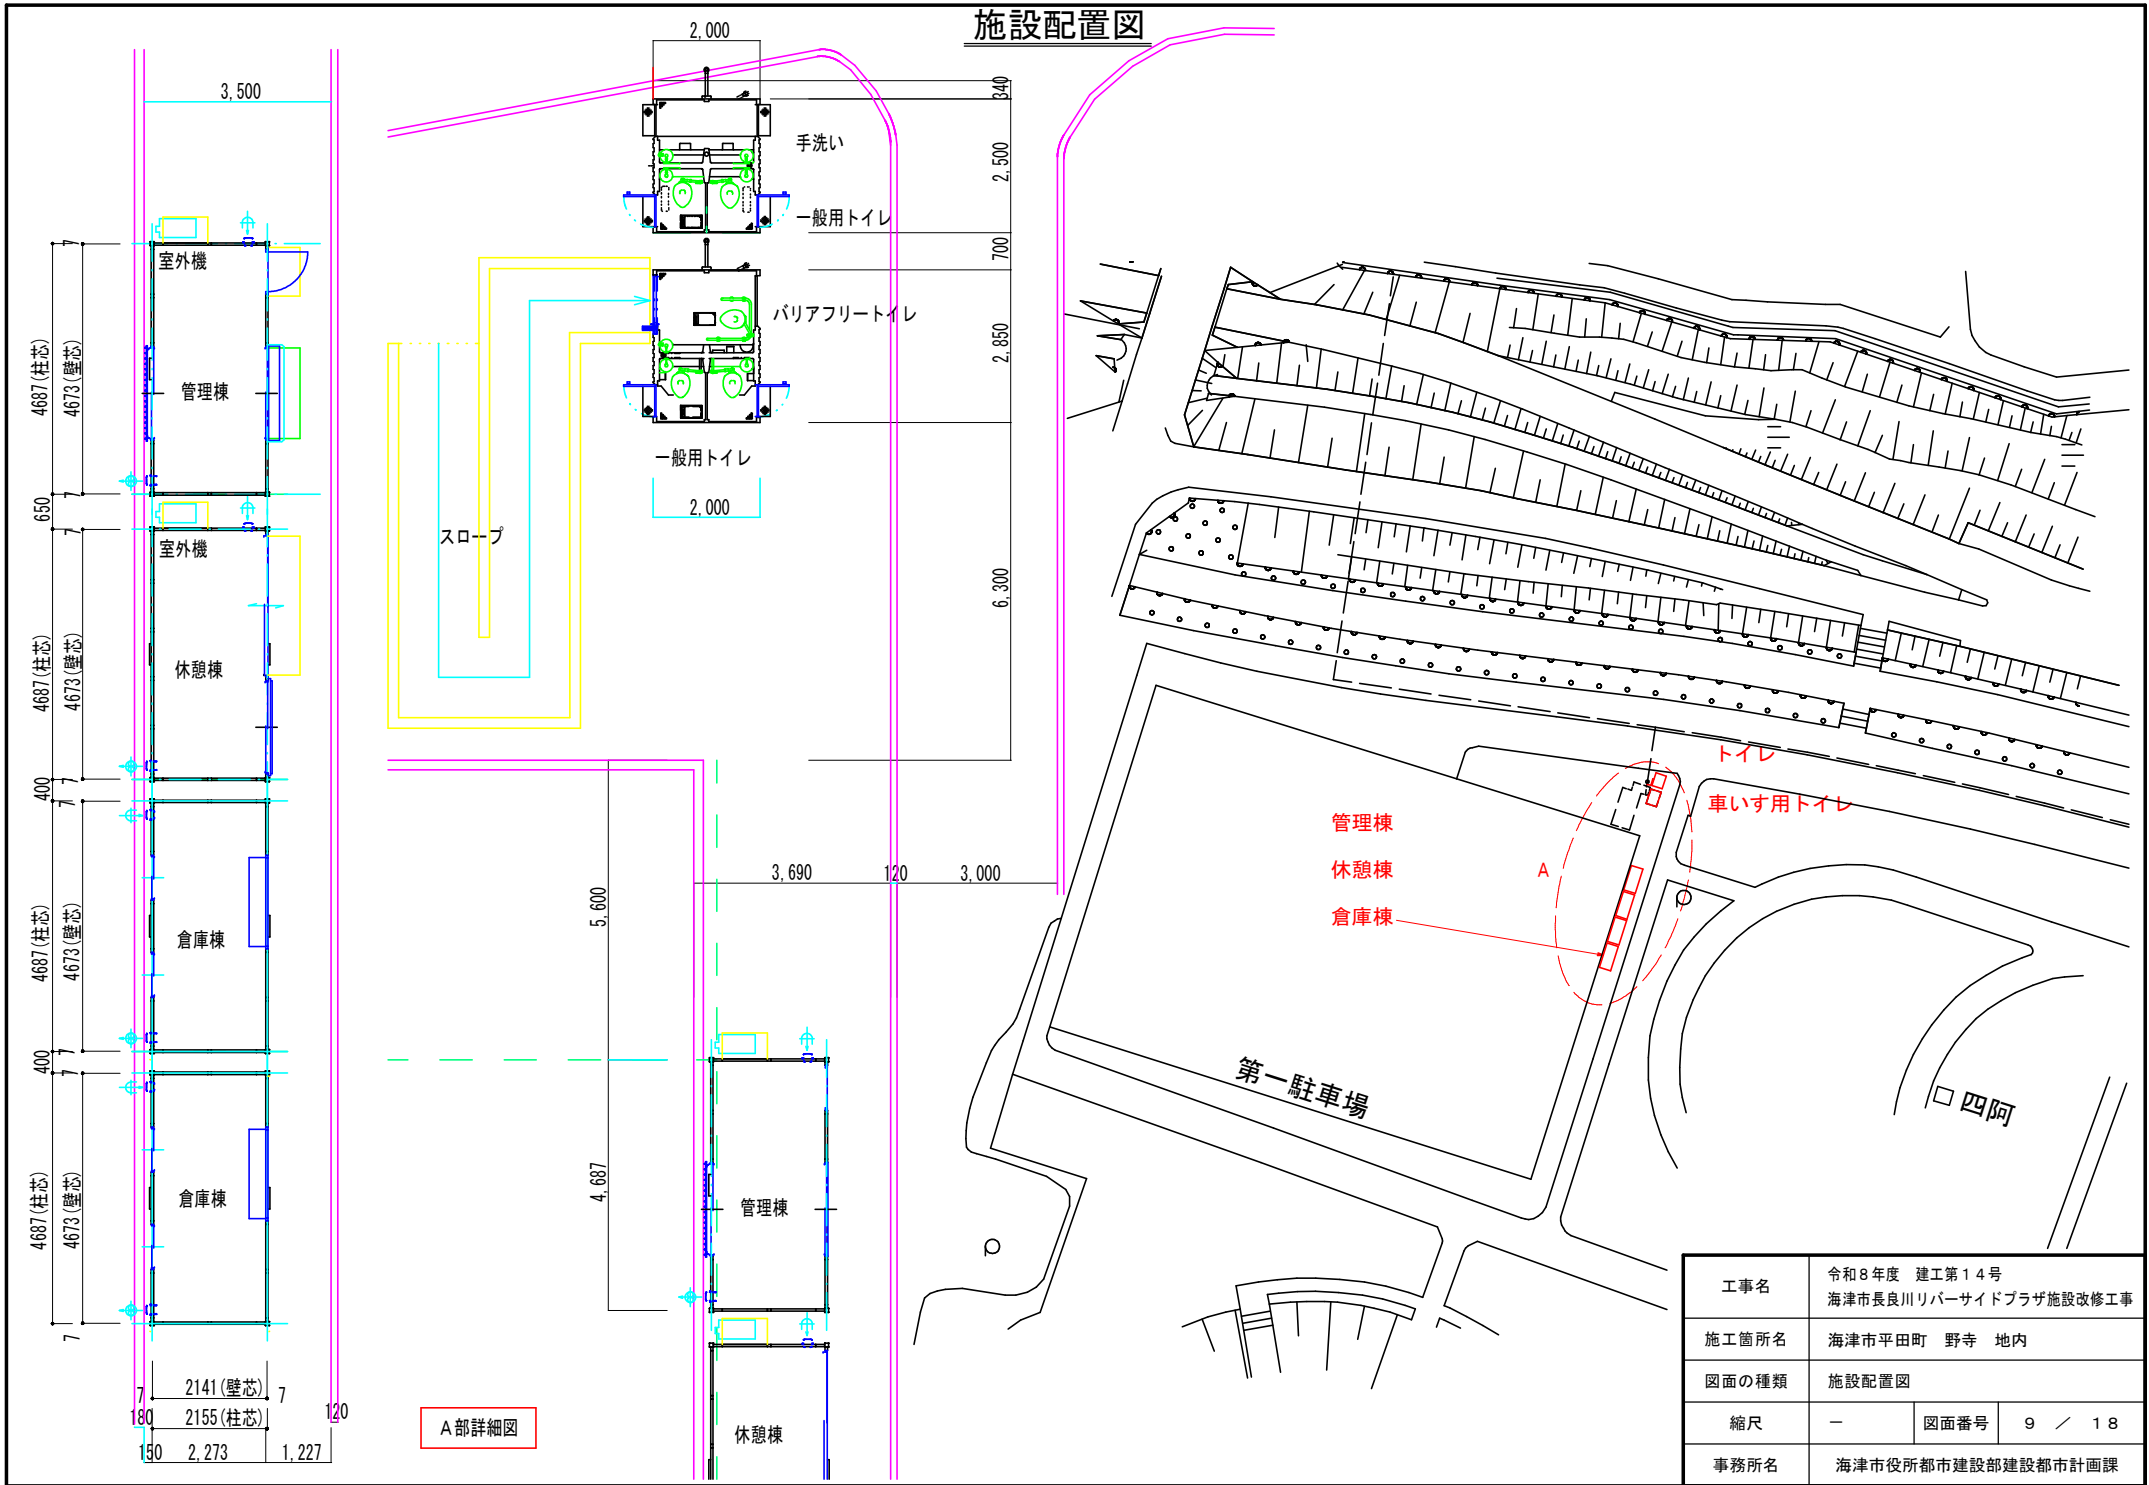 施設配置図
2,000
3,500
340
2,500
700
2,850
6,300
手洗い
一般用トイレ
バリアフリートイレ
一般用トイレ
2,000
スロープ
室外機
管理棟
4687(柱芯)
4673(壁芯)
7
7
650
室外機
休憩棟
4687(柱芯)
4673(壁芯)
7
7
400
倉庫棟
4687(柱芯)
4673(壁芯)
7
7
400
倉庫棟
4687(柱芯)
4673(壁芯)
7
7
2141(壁芯)
7
7
180
2155(柱芯)
120
150
2,273
1,227
A部詳細図
5,600
4,687
3,690
120
3,000
管理棟
休憩棟
トイレ
車いす用トイレ
管理棟
休憩棟
倉庫棟
A
第一駐車場
四阿
工事名
令和8年度 建工第14号
海津市長良川リバーサイドプラザ施設改修工事
施工箇所名
海津市平田町 野寺 地内
図面の種類
施設配置図
縮尺
－
図面番号
9 ／ 18
事務所名
海津市役所都市建設部建設都市計画課